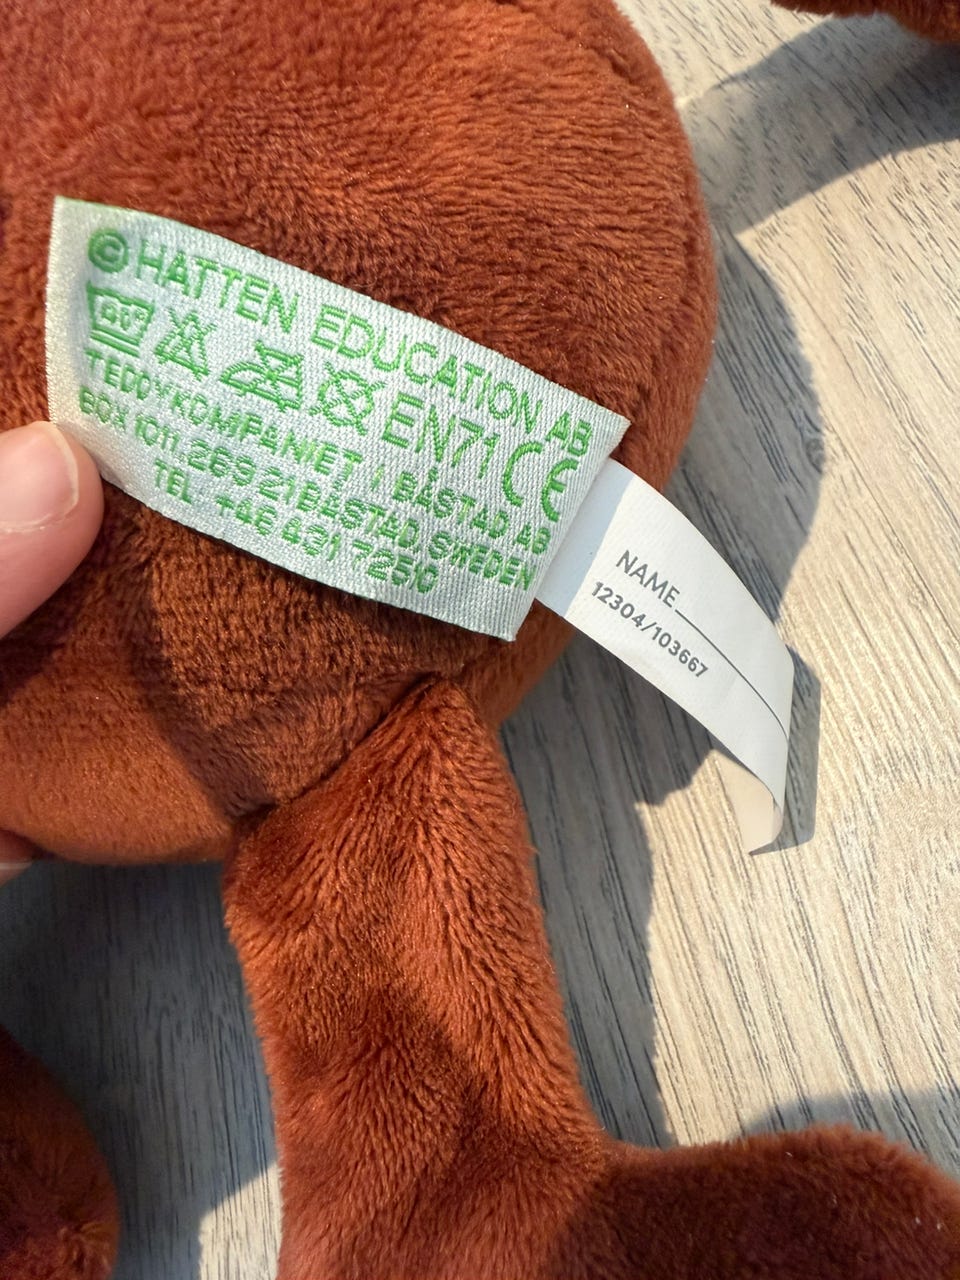 © HATTEN EDUCATION AB
EN71 CE
TEDDYKOMPANIET I BÅSTAD AB
BOX 1011, 269 21 BÅSTAD, SWEDEN
TEL: +46 431 7250
NAME
12304/103667